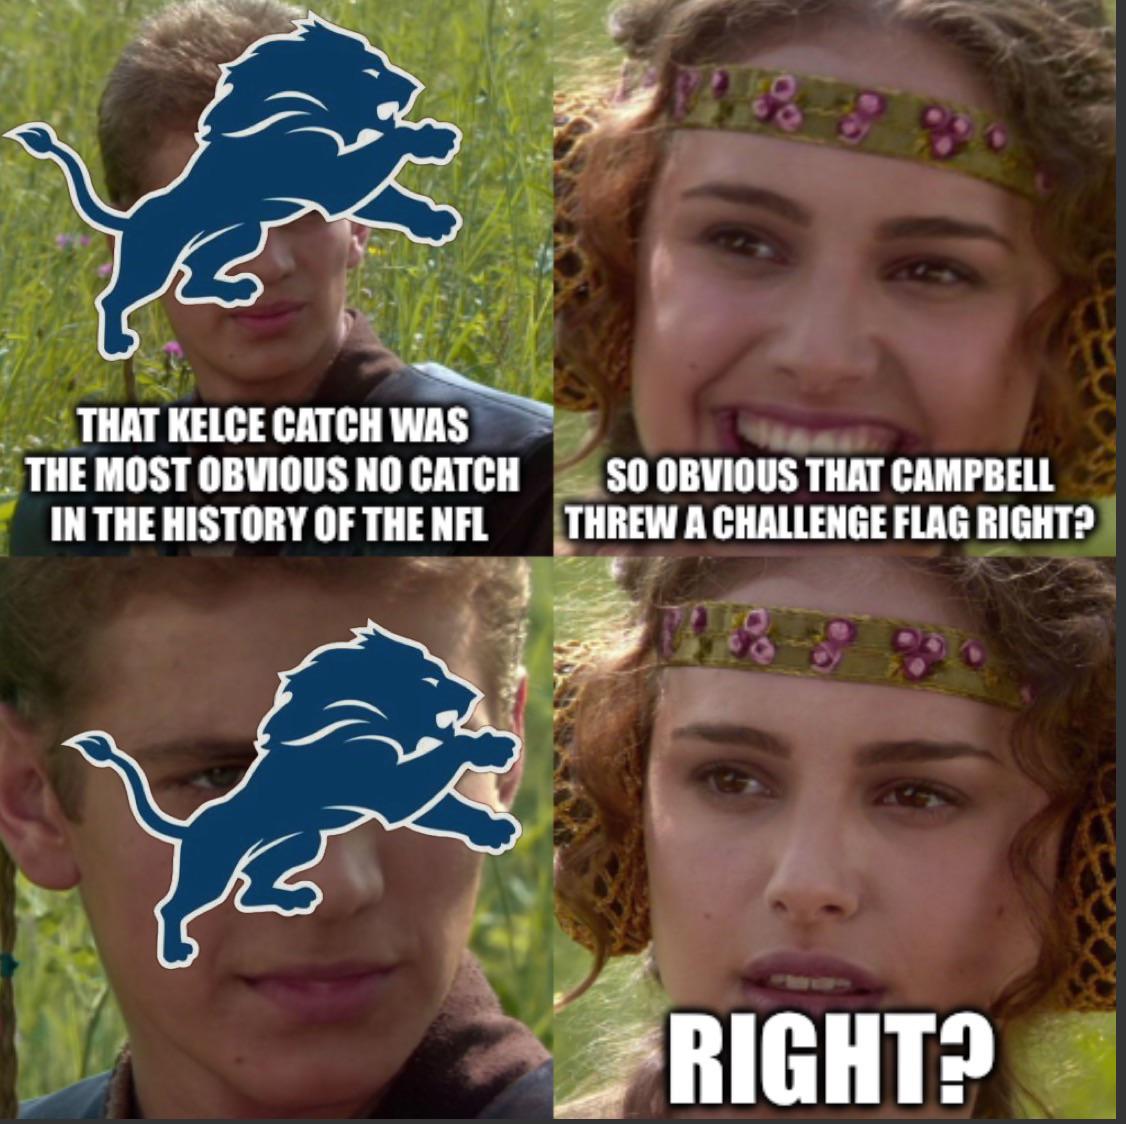 THAT KELCE CATCH WAS
THE MOST OBVIOUS NO CATCH
IN THE HISTORY OF THE NFL
SO OBVIOUS THAT CAMPBELL
THREW A CHALLENGE FLAG RIGHT?
RIGHT?